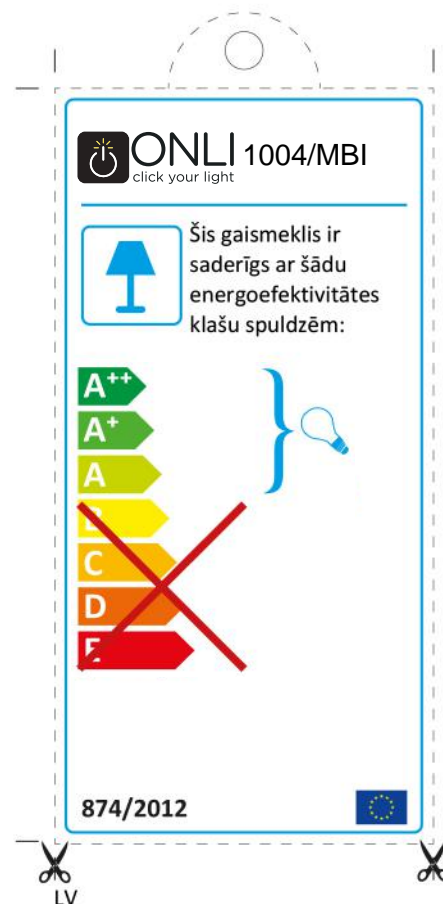 ONLI 1004/MBI
click your light
Šis gaismeklis ir
saderīgs ar šādu
energoefektivitātes
klašu spuldzēm:
A++
A+
A
B
C
D
E
874/2012
LV